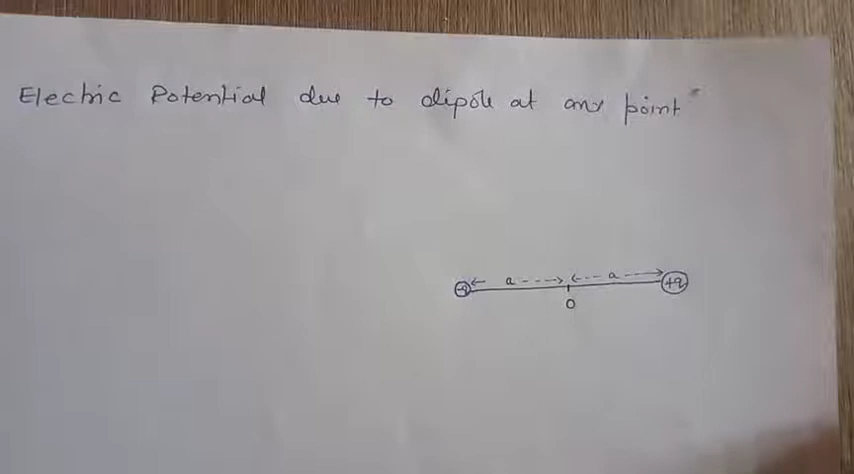 Electric Potential due to dipole at any point
-q a a +q
O